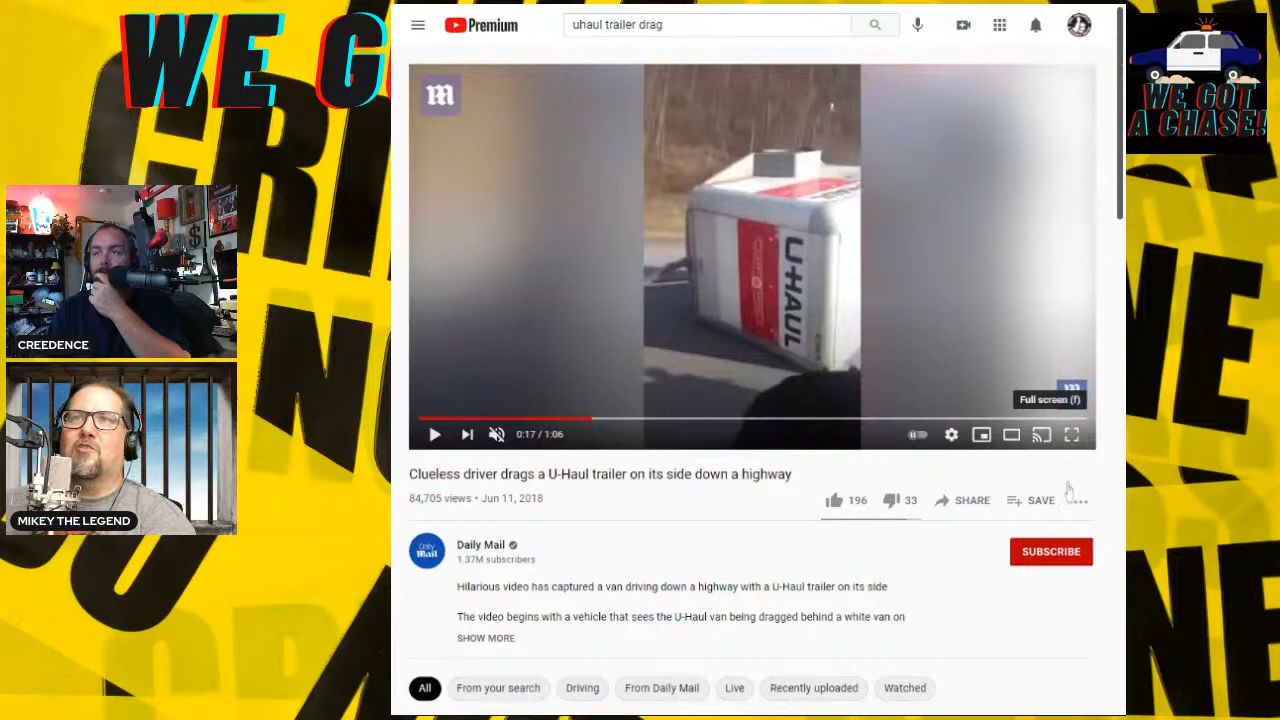 WE G
Premium
uhaul trailer drag
WE GOT
A CHASE!
m
U-HAUL
CREEDENCE
MIKEY THE LEGEND
Full screen (f)
0:17 / 1:06
Clueless driver drags a U-Haul trailer on its side down a highway
84,705 views • Jun 11, 2018
196
33
SHARE
SAVE
Daily Mail
Daily Mail
1.37M subscribers
SUBSCRIBE
Hilarious video has captured a van driving down a highway with a U-Haul trailer on its side
The video begins with a vehicle that sees the U-Haul van being dragged behind a white van on
SHOW MORE
All
From your search
Driving
From Daily Mail
Live
Recently uploaded
Watched